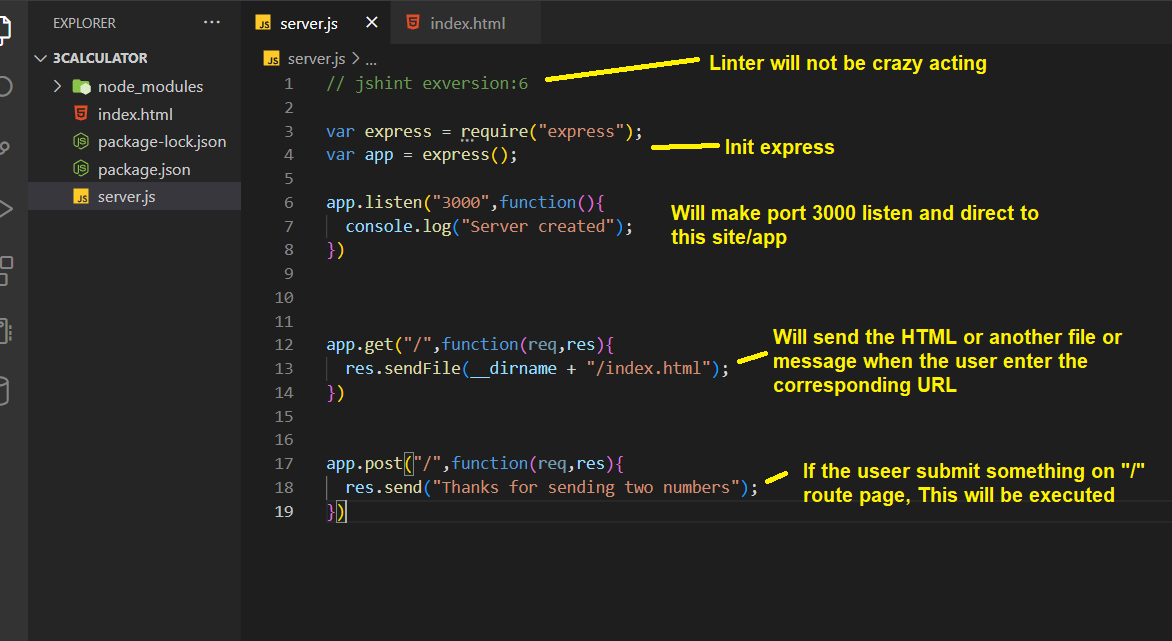 EXPLORER ...
server.js × index.html
3CALCULATOR
node_modules
index.html
package-lock.json
package.json
server.js
server.js > ...
1 // jshint exversion:6
Linter will not be crazy acting
2
3 var express = require("express");
4 var app = express();
Init express
5
6 app.listen("3000",function(){
7 console.log("Server created");
8 })
Will make port 3000 listen and direct to
this site/app
9
10
11
12 app.get("/",function(req,res){
13 res.sendFile(__dirname + "/index.html");
14 })
Will send the HTML or another file or
message when the user enter the
corresponding URL
15
16
17 app.post("/",function(req,res){
18 res.send("Thanks for sending two numbers");
19 })
If the useer submit something on "/"
route page, This will be executed